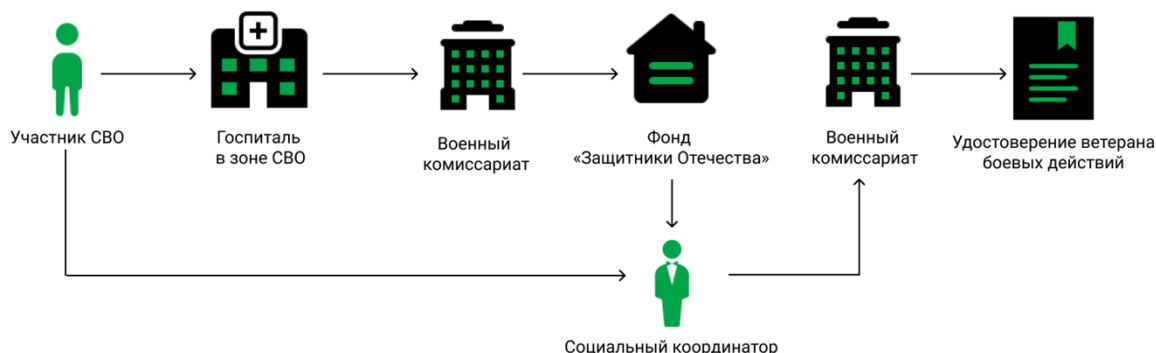 Участник СВО
Госпиталь
в зоне СВО
Военный
комиссариат
Фонд
«Защитники Отечества»
Военный
комиссариат
Удостоверение ветерана
боевых действий
Социальный координатор